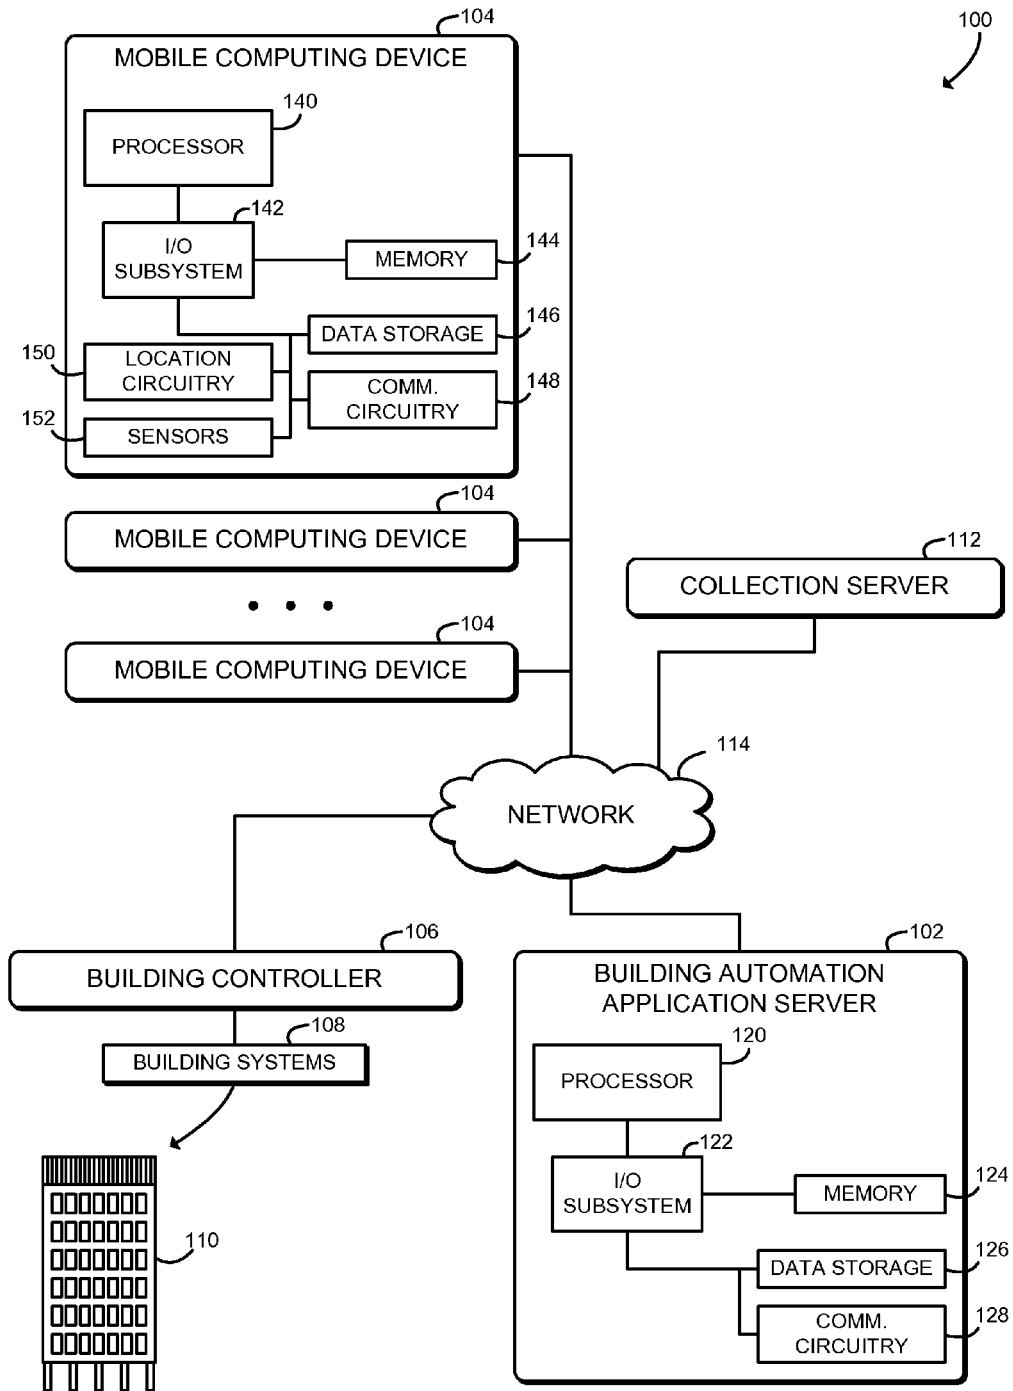 104
100
MOBILE COMPUTING DEVICE
140
PROCESSOR
142
I/O
SUBSYSTEM
MEMORY
144
DATA STORAGE
146
150
LOCATION
CIRCUITRY
COMM.
CIRCUITRY
148
152
SENSORS
104
MOBILE COMPUTING DEVICE
112
COLLECTION SERVER
104
MOBILE COMPUTING DEVICE
114
NETWORK
106
BUILDING CONTROLLER
108
BUILDING SYSTEMS
110
102
BUILDING AUTOMATION
APPLICATION SERVER
120
PROCESSOR
122
I/O
SUBSYSTEM
MEMORY
124
DATA STORAGE
126
COMM.
CIRCUITRY
128